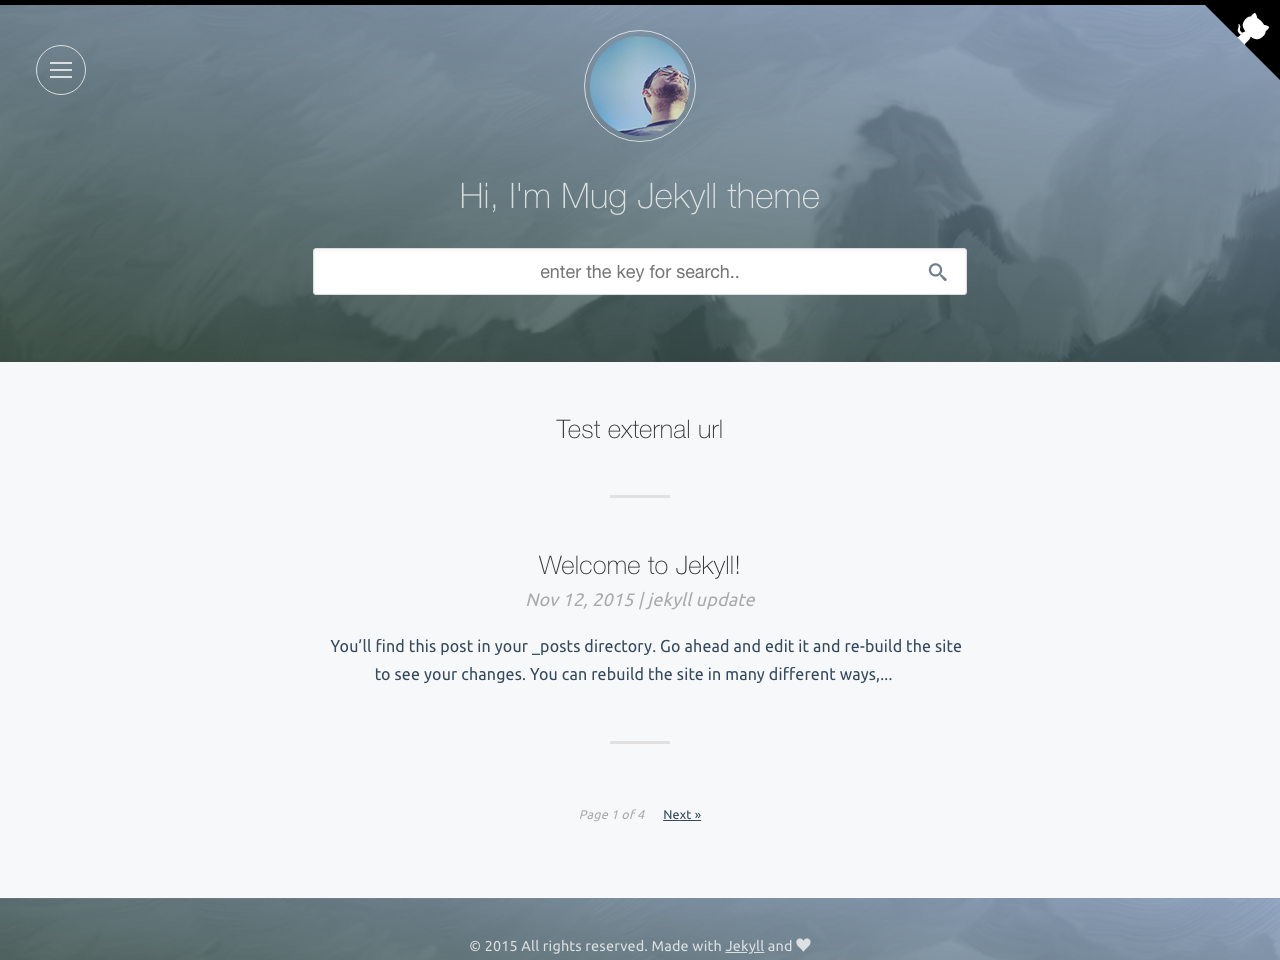 Hi, I'm Mug Jekyll theme
enter the key for search..
Test external url
Welcome to Jekyll!
Nov 12, 2015 | jekyll update
You’ll find this post in your _posts directory. Go ahead and edit it and re-build the site
to see your changes. You can rebuild the site in many different ways,...
Page 1 of 4 Next »
© 2015 All rights reserved. Made with Jekyll and ♥